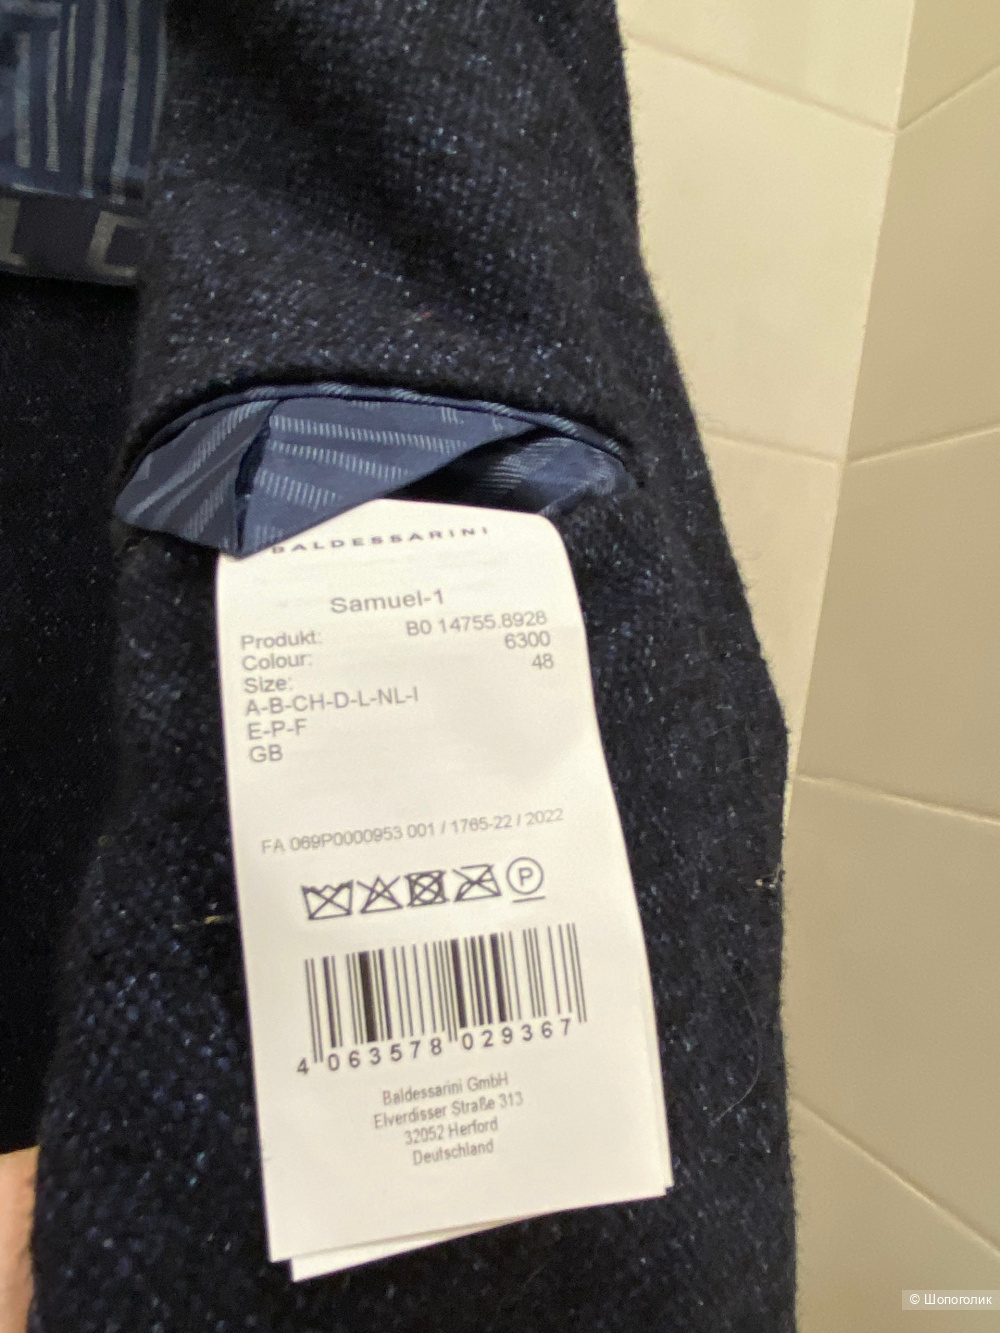 BALDESSARINI
Samuel-1
Produkt: B0 14755.8928
Colour: 6300
Size: 48
A-B-CH-D-L-NL-I
E-P-F
GB
FA 069P0000953 001 / 1765-22 / 2022
P
4 063578 029367
Baldessarini GmbH
Elverdisser Straße 313
32052 Herford
Deutschland
© Шопоголик